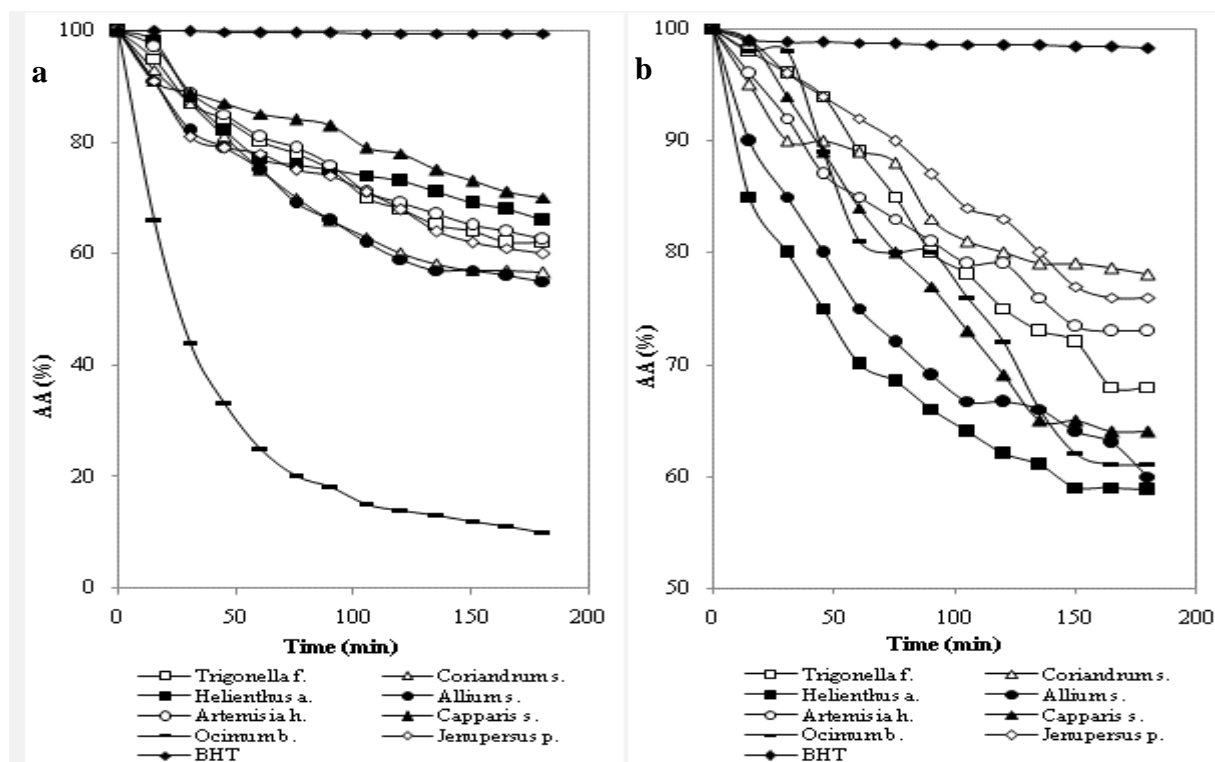 a
100
80
60
40
20
0
AA (%)
0 50 100 150 200
Time (min)
Trigonella f. Coriandrum s.
Helienthus a. Allium s.
Artemisia h. Capparis s.
Ocimum b. Jenupersus p.
BHT
b
100
90
80
70
60
50
AA (%)
0 50 100 150 200
Time (min)
Trigonella f. Coriandrum s.
Helienthus a. Allium s.
Artemisia h. Capparis s.
Ocimum b. Jenupersus p.
BHT